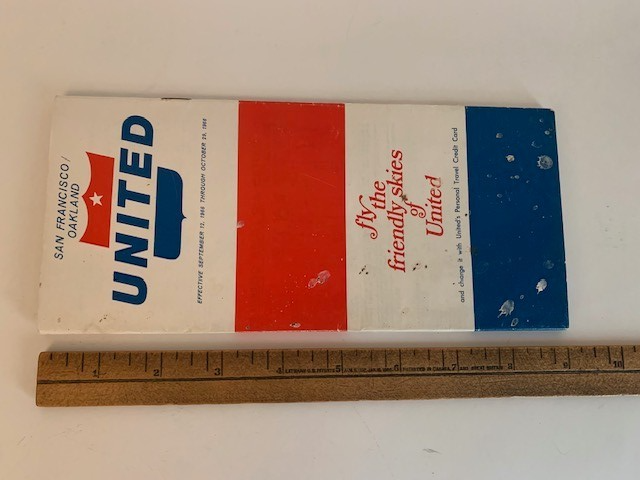 SAN FRANCISCO/
OAKLAND
UNITED
EFFECTIVE SEPTEMBER 12, 1966 THROUGH OCTOBER 29, 1966
fly
the
friendly skies
of
United
and charge it with United's Personal Travel Credit Card
1 2 3 4 5 6 7 8 9 10